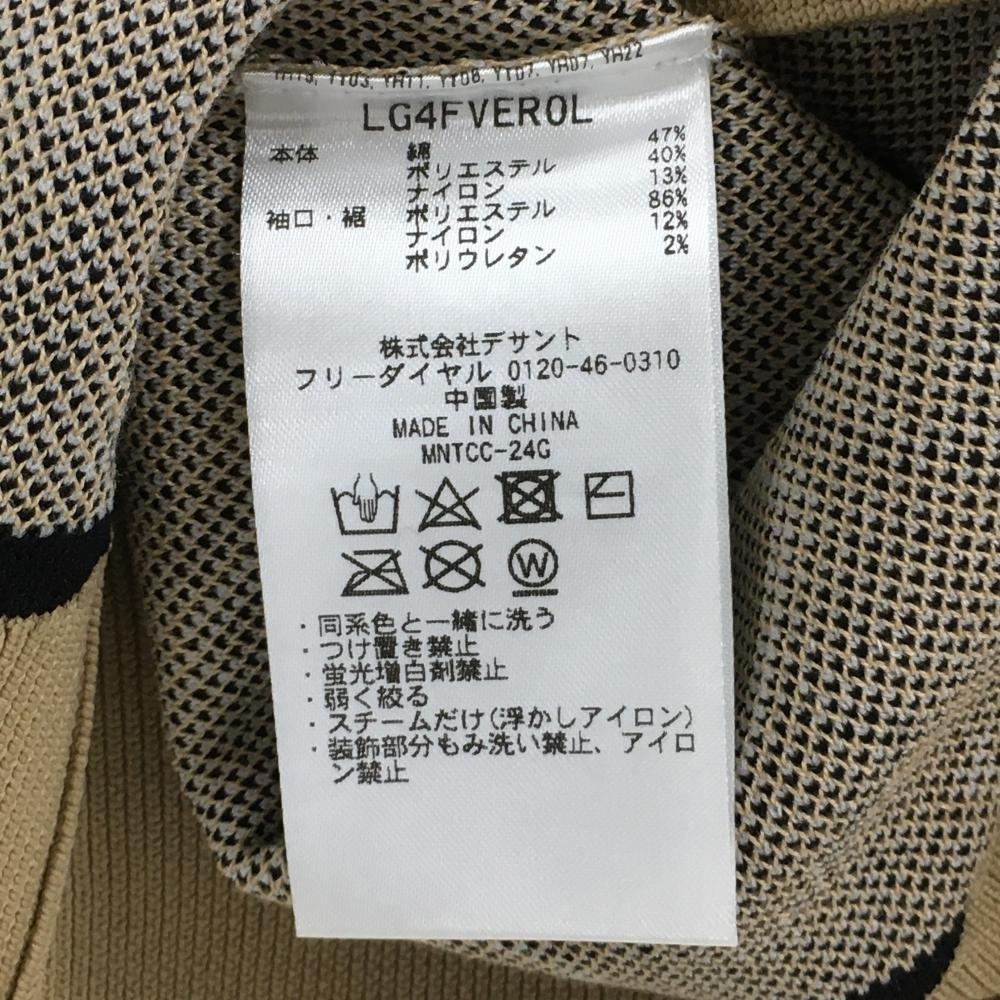 YT05, YA11, YT06, YT07, YA07, YA22
LG4FVER0L
本体 綿 47%
ポリエステル 40%
ナイロン 13%
袖口・裾 ポリエステル 86%
ナイロン 12%
ポリウレタン 2%
株式会社デサント
フリーダイヤル 0120-46-0310
中国製
MADE IN CHINA
MNTCC-24G
W
・同系色と一緒に洗う
・つけ置き禁止
・蛍光増白剤禁止
・弱く絞る
・スチームだけ(浮かしアイロン)
・装飾部分もみ洗い禁止、アイロ
ン禁止